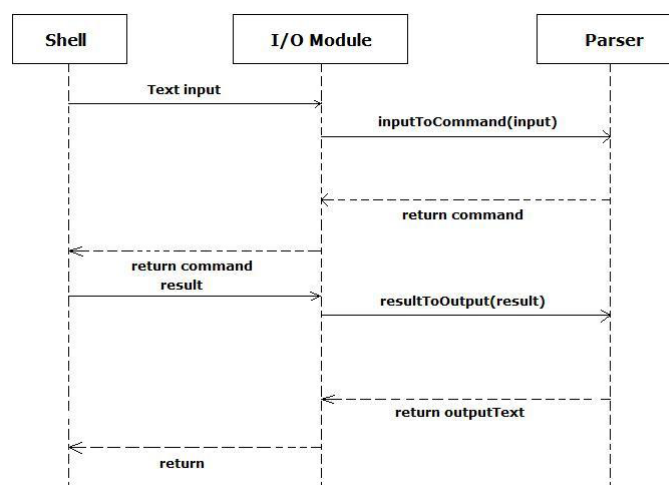 Shell
I/O Module
Parser
Text input
inputToCommand(input)
return command
return command
result
resultToOutput(result)
return outputText
return